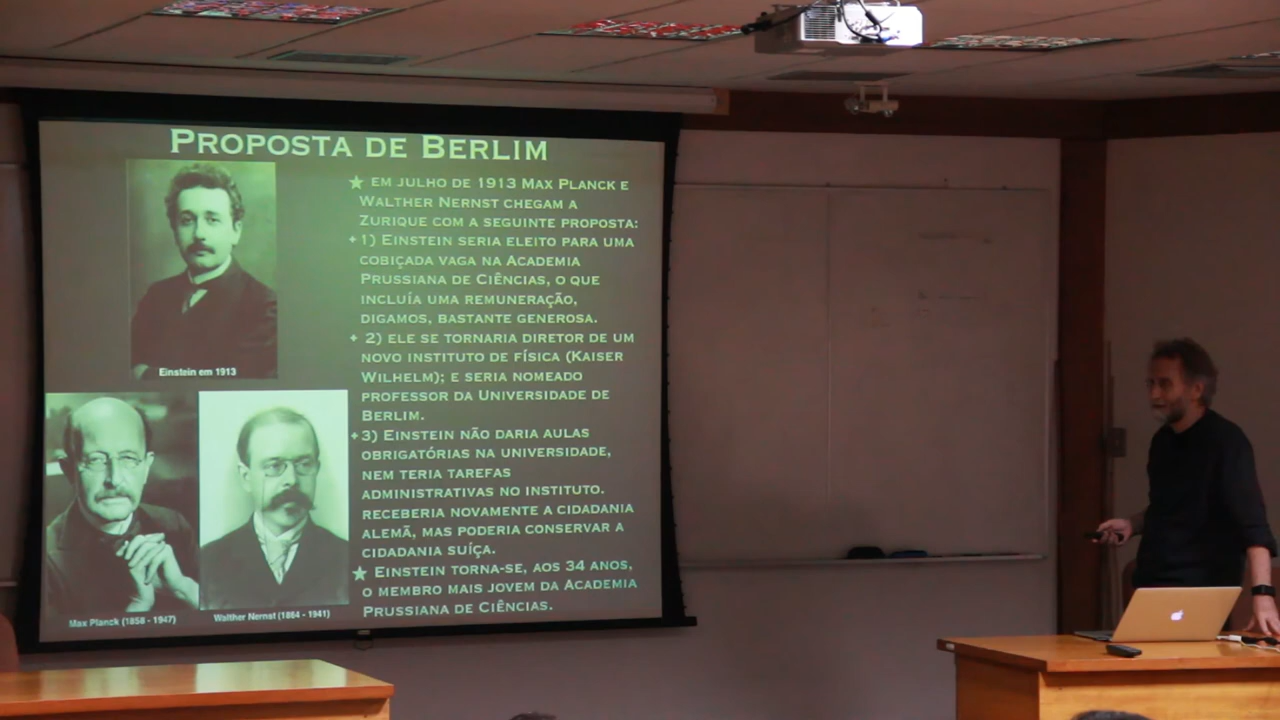 PROPOSTA DE BERLIM
★ EM JULHO DE 1913 MAX PLANCK E
WALTHER NERNST CHEGAM A
ZURIQUE COM A SEGUINTE PROPOSTA:
+ 1) EINSTEIN SERIA ELEITO PARA UMA
COBIÇADA VAGA NA ACADEMIA
PRUSSIANA DE CIÊNCIAS, O QUE
INCLUÍA UMA REMUNERAÇÃO,
DIGAMOS, BASTANTE GENEROSA.
+ 2) ELE SE TORNARIA DIRETOR DE UM
NOVO INSTITUTO DE FÍSICA (KAISER
WILHELM); E SERIA NOMEADO
PROFESSOR DA UNIVERSIDADE DE
BERLIM.
+ 3) EINSTEIN NÃO DARIA AULAS
OBRIGATÓRIAS NA UNIVERSIDADE,
NEM TERIA TAREFAS
ADMINISTRATIVAS NO INSTITUTO.
RECEBERIA NOVAMENTE A CIDADANIA
ALEMÃ, MAS PODERIA CONSERVAR A
CIDADANIA SUÍÇA.
★ EINSTEIN TORNA-SE, AOS 34 ANOS,
O MEMBRO MAIS JOVEM DA ACADEMIA
PRUSSIANA DE CIÊNCIAS.
Einstein em 1913
Max Planck (1858 - 1947)
Walther Nernst (1864 - 1941)